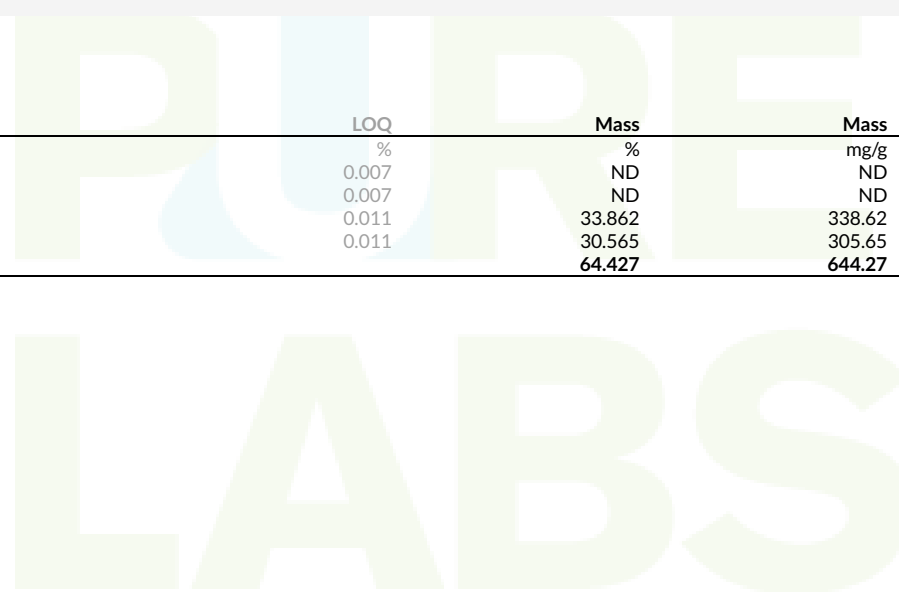 PURE
LOQ Mass Mass
% % mg/g
0.007 ND ND
0.007 ND ND
0.011 33.862 338.62
0.011 30.565 305.65
64.427 644.27
LABS